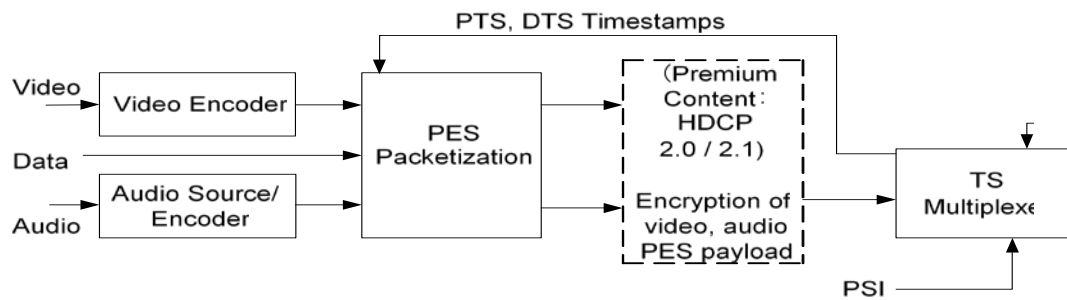 PTS, DTS Timestamps
Video
Video Encoder
Data
Audio Source/
Encoder
Audio
PES
Packetization
(Premium
Content:
HDCP
2.0 / 2.1)
Encryption of
video, audio
PES payload
TS
Multiplexe
PSI